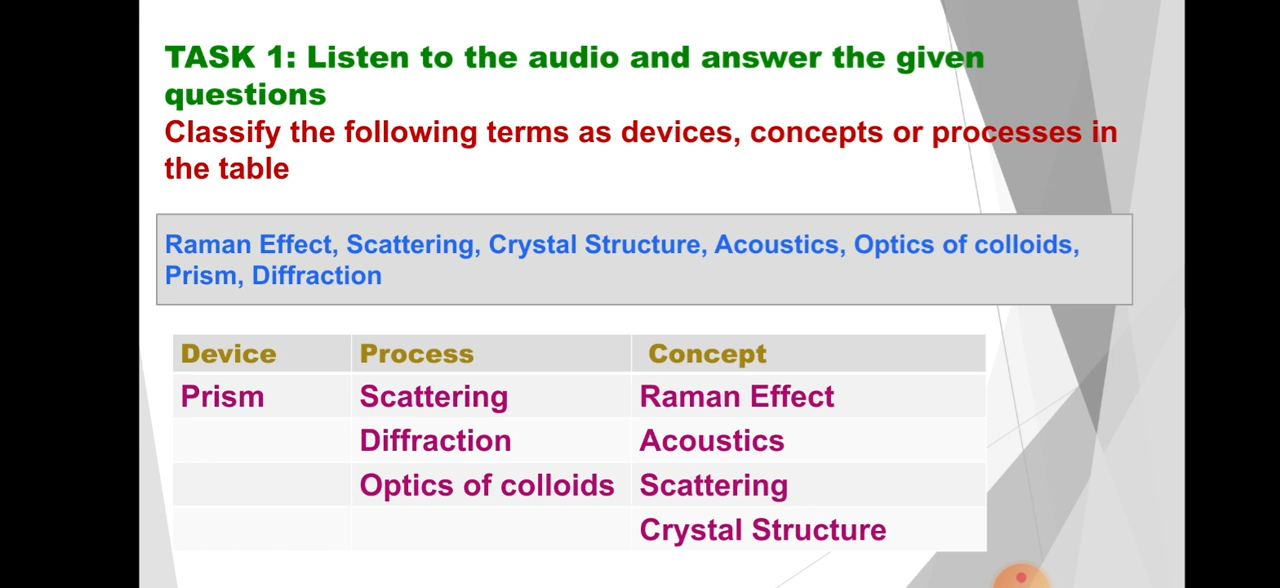 TASK 1: Listen to the audio and answer the given
questions
Classify the following terms as devices, concepts or processes in
the table
Raman Effect, Scattering, Crystal Structure, Acoustics, Optics of colloids,
Prism, Diffraction
Device Process Concept
Prism Scattering Raman Effect
Diffraction Acoustics
Optics of colloids Scattering
Crystal Structure